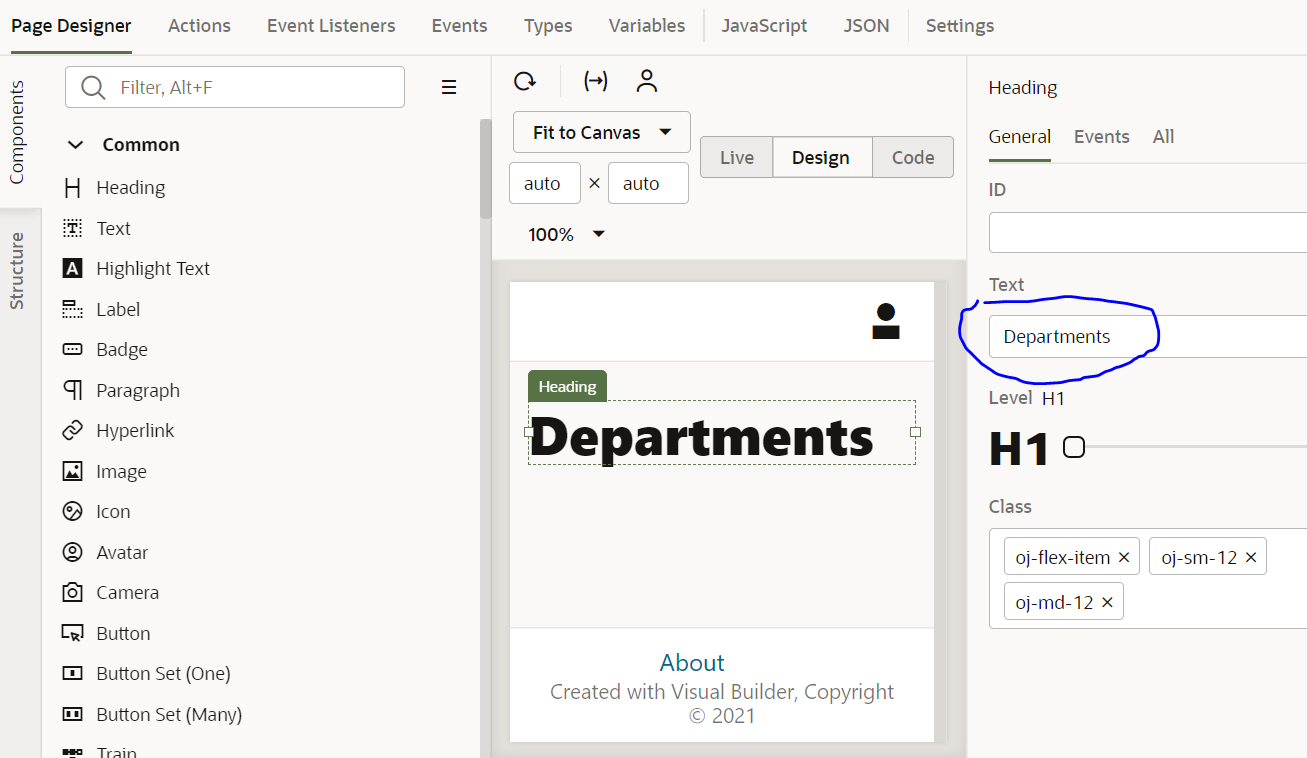 Page Designer Actions Event Listeners Events Types Variables JavaScript JSON Settings
Components
Structure
Filter, Alt+F
Common
Heading
Text
Highlight Text
Label
Badge
Paragraph
Hyperlink
Image
Icon
Avatar
Camera
Button
Button Set (One)
Button Set (Many)
Train
Fit to Canvas
auto × auto
Live Design Code
100%
Heading
Departments
About
Created with Visual Builder, Copyright
© 2021
Heading
General Events All
ID
Text
Departments
Level H1
H1
Class
oj-flex-item × oj-sm-12 ×
oj-md-12 ×